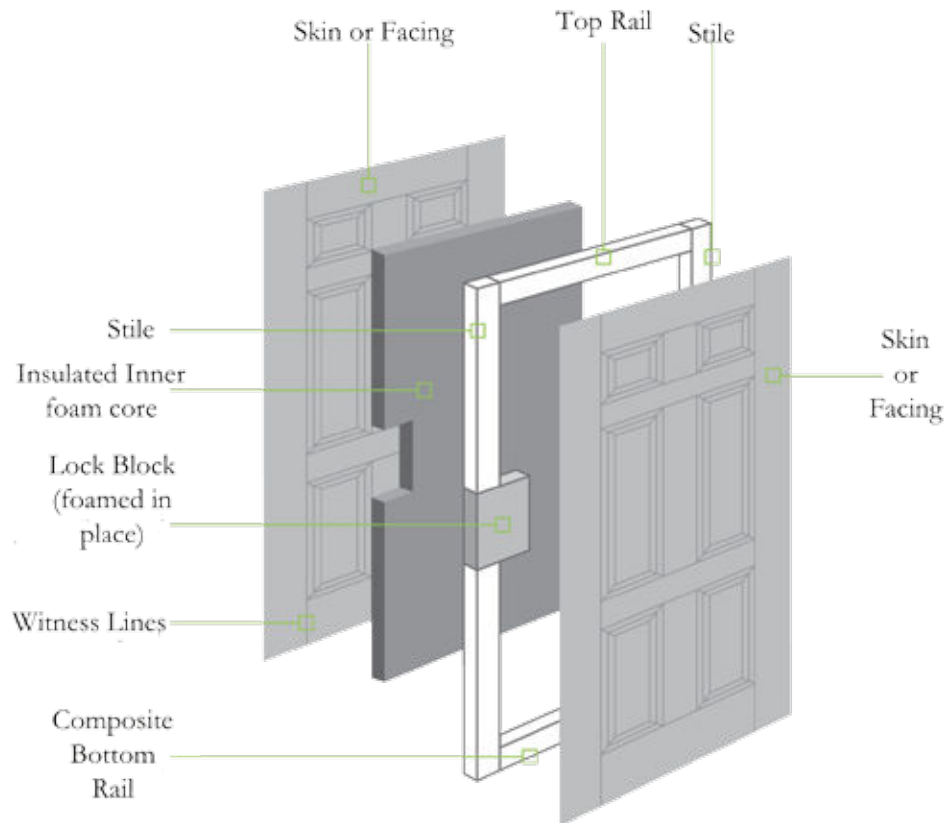 Skin or Facing
Top Rail
Stile
Stile
Insulated Inner
foam core
Skin
or
Facing
Lock Block
(foamed in
place)
Witness Lines
Composite
Bottom
Rail